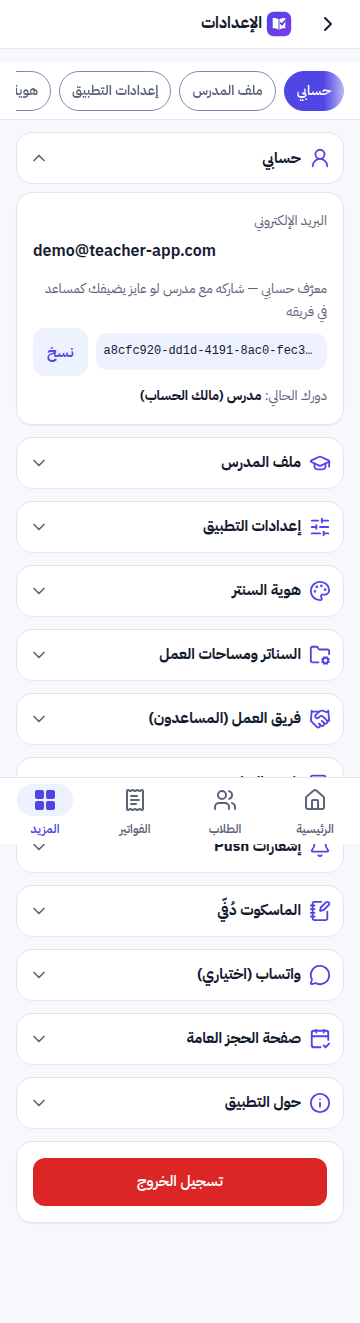 الإعدادات
حسابي
ملف المدرس
إعدادات التطبيق
حسابي
البريد الإلكتروني
demo@teacher-app.com
معرّف حسابي — شاركه مع مدرس لو عايز يضيفك كمساعد
في فريقه
a8cfc920-dd1d-4191-8ac0-fec3…
نسخ
دورك الحالي: مدرس (مالك الحساب)
ملف المدرس
إعدادات التطبيق
هوية السنتر
السناتر ومساحات العمل
فريق العمل (المساعدون)
الرئيسية
الطلاب
الفواتير
المزيد
إشعارات Push
الماسكوت دُفّي
واتساب (اختياري)
صفحة الحجز العامة
حول التطبيق
تسجيل الخروج